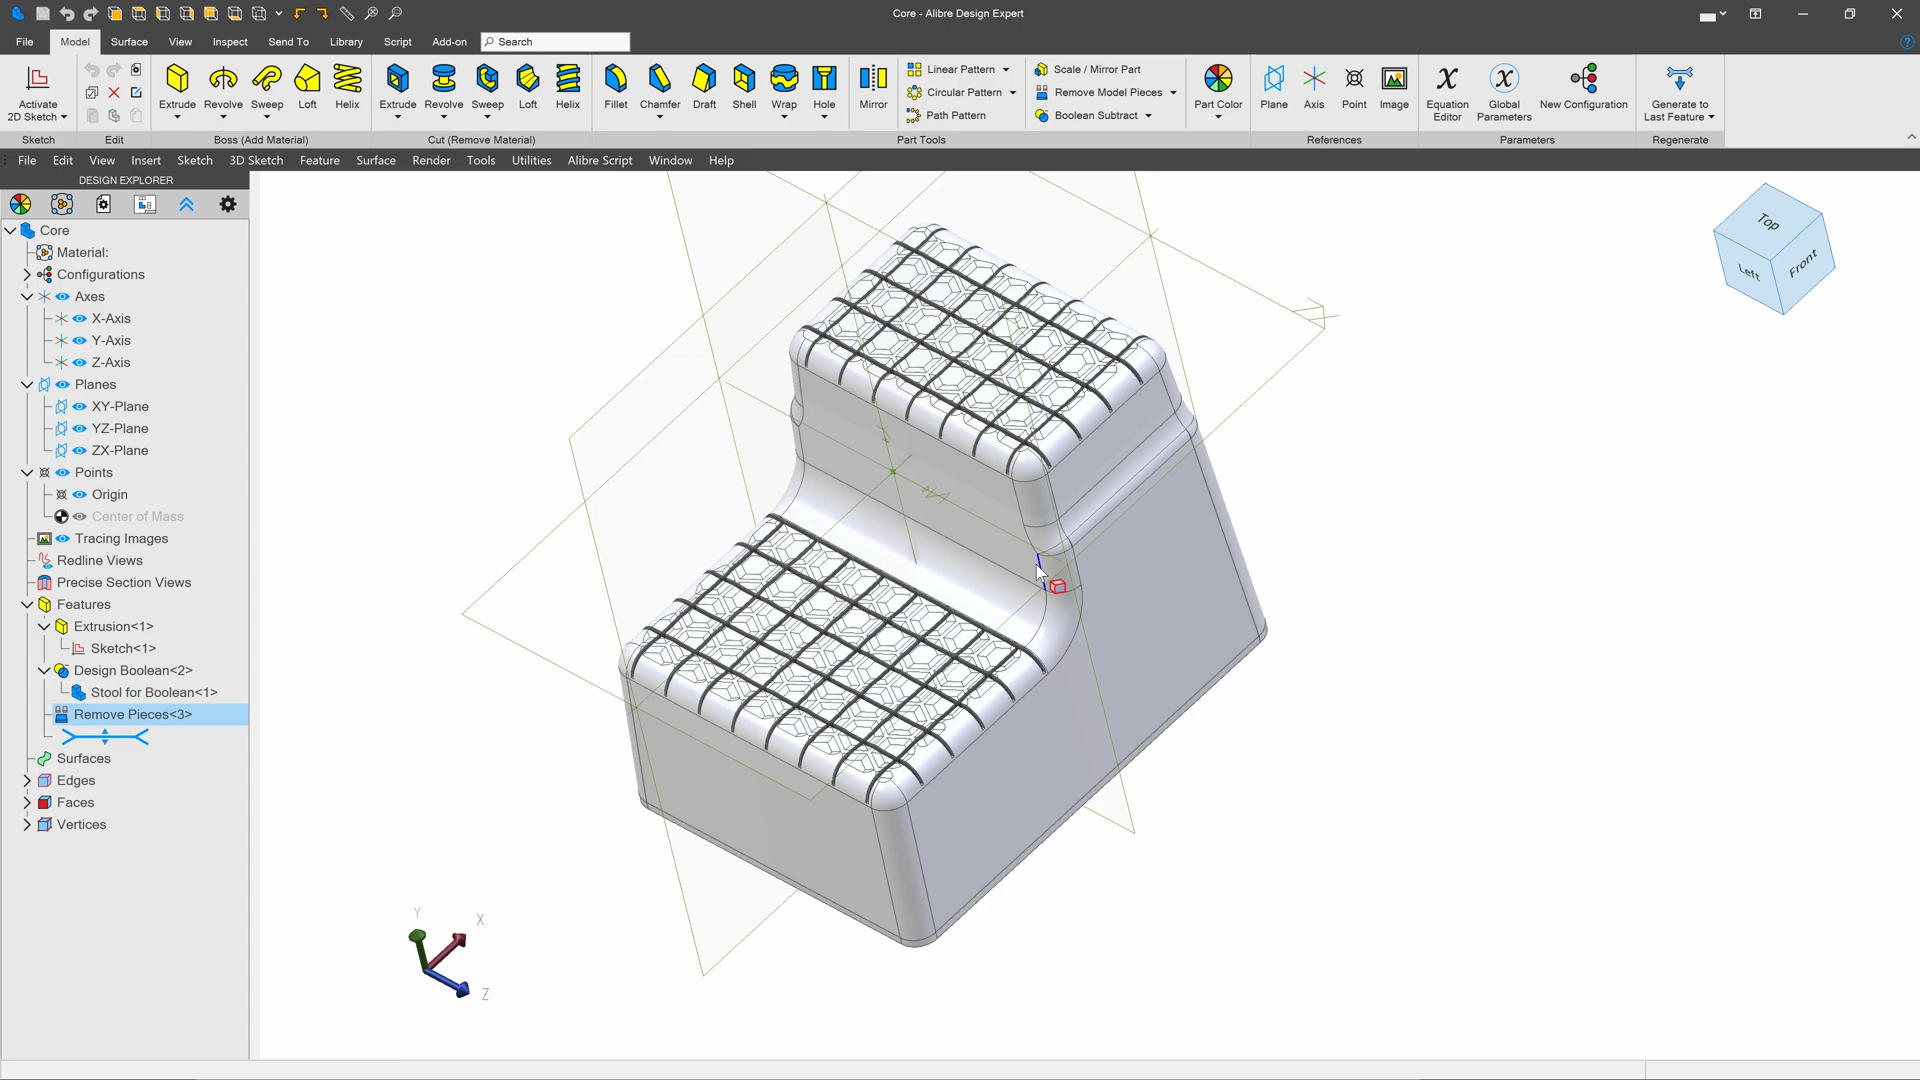 Core - Alibre Design Expert
File Model Surface View Inspect Send To Library Script Add-on Search
Activate
2D Sketch
Sketch
Edit
Extrude Revolve Sweep Loft Helix
Boss (Add Material)
Extrude Revolve Sweep Loft Helix
Cut (Remove Material)
Fillet Chamfer Draft Shell Wrap Hole
Mirror
Linear Pattern
Circular Pattern
Path Pattern
Scale / Mirror Part
Remove Model Pieces
Boolean Subtract
Part Color
Part Tools
Plane Axis Point Image
References
Equation
Editor
Global
Parameters
New Configuration
Parameters
Generate to
Last Feature
Regenerate
File Edit View Insert Sketch 3D Sketch Feature Surface Render Tools Utilities Alibre Script Window Help
DESIGN EXPLORER
Core
Material:
Configurations
Axes
X-Axis
Y-Axis
Z-Axis
Planes
XY-Plane
YZ-Plane
ZX-Plane
Points
Origin
Center of Mass
Tracing Images
Redline Views
Precise Section Views
Features
Extrusion<1>
Sketch<1>
Design Boolean<2>
Stool for Boolean<1>
Remove Pieces<3>
Surfaces
Edges
Faces
Vertices
Top
Left
Front
Y
X
Z